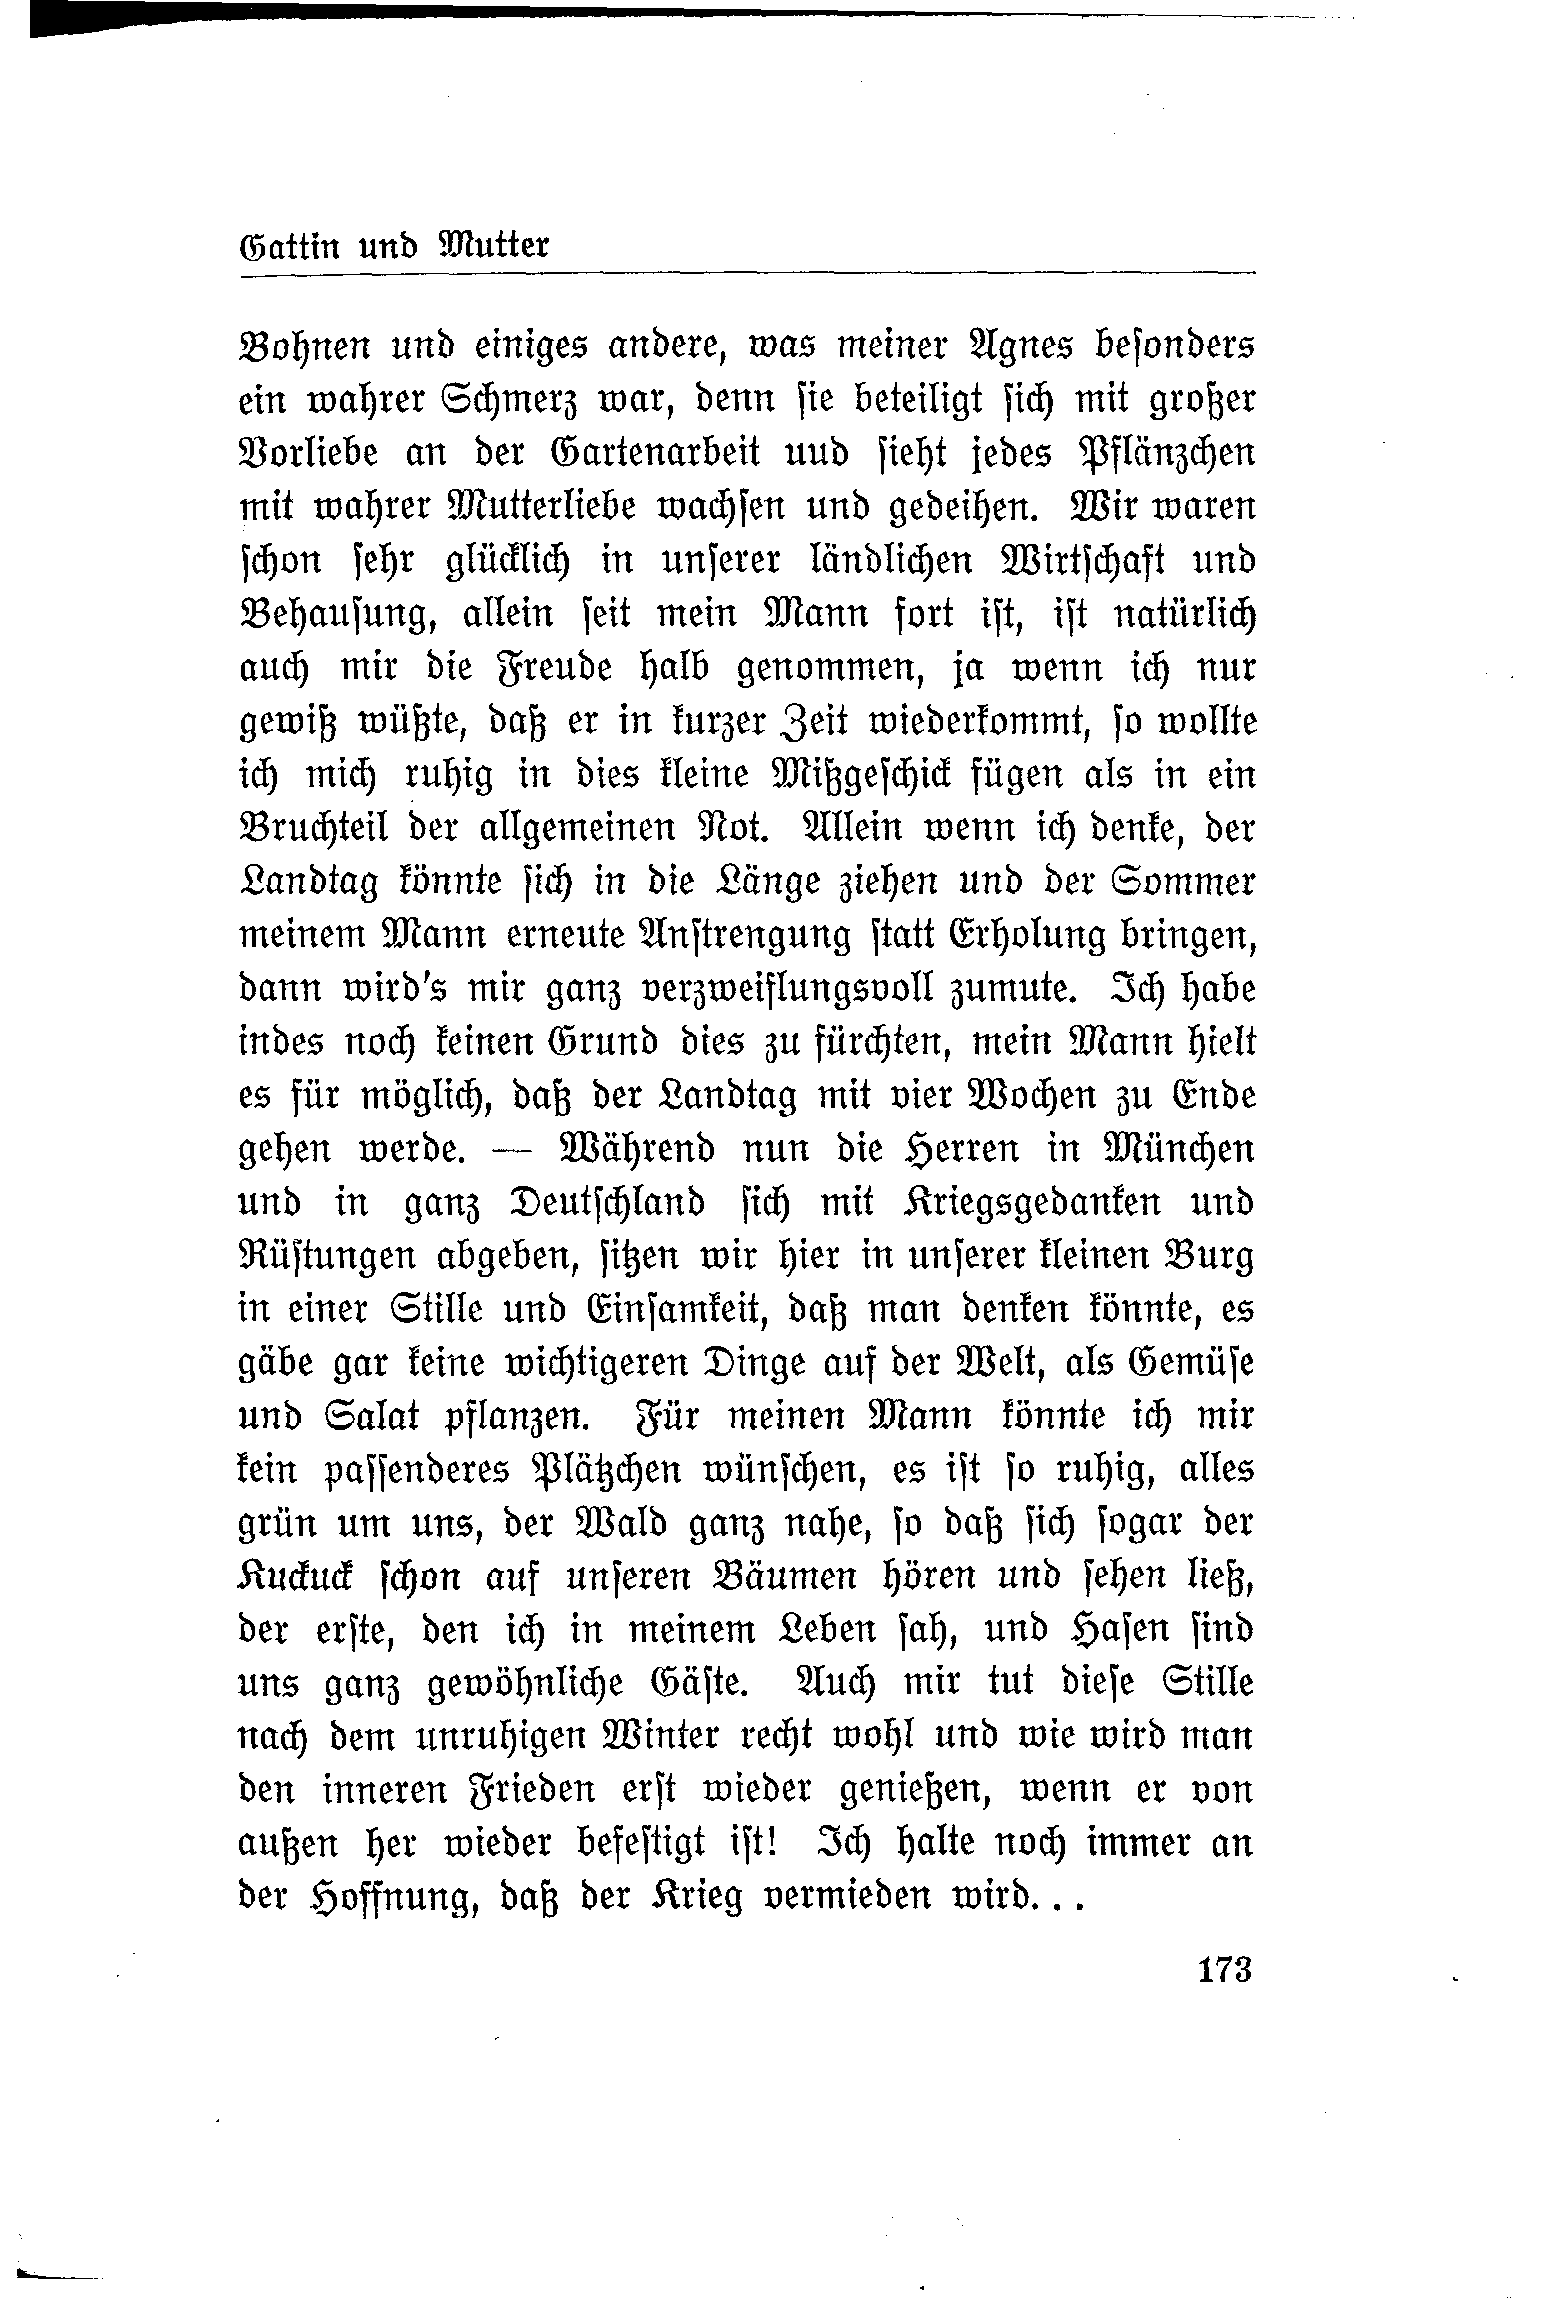 Gattin und Mutter
Bohnen und einiges andere, was meiner Agnes besonders
ein wahrer Schmerz war, denn sie beteiligt sich mit großer
Vorliebe an der Gartenarbeit uud sieht jedes Pflänzchen
mit wahrer Mutterliebe wachsen und gedeihen. Wir waren
schon sehr glücklich in unserer ländlichen Wirtschaft und
Behausung, allein seit mein Mann fort ist, ist natürlich
auch mir die Freude halb genommen, ja wenn ich nur
gewiß wüßte, daß er in kurzer Zeit wiederkommt, so wollte
ich mich ruhig in dies kleine Mißgeschick fügen als in ein
Bruchteil der allgemeinen Not. Allein wenn ich denke, der
Landtag könnte sich in die Länge ziehen und der Sommer
meinem Mann erneute Anstrengung statt Erholung bringen,
dann wird's mir ganz verzweiflungsvoll zumute. Ich habe
indes noch keinen Grund dies zu fürchten, mein Mann hielt
es für möglich, daß der Landtag mit vier Wochen zu Ende
gehen werde. — Während nun die Herren in München
und in ganz Deutschland sich mit Kriegsgedanken und
Rüstungen abgeben, sitzen wir hier in unserer kleinen Burg
in einer Stille und Einsamkeit, daß man denken könnte, es
gäbe gar keine wichtigeren Dinge auf der Welt, als Gemüse
und Salat pflanzen. Für meinen Mann könnte ich mir
kein passenderes Plätzchen wünschen, es ist so ruhig, alles
grün um uns, der Wald ganz nahe, so daß sich sogar der
Kuckuck schon auf unseren Bäumen hören und sehen ließ,
der erste, den ich in meinem Leben sah, und Hasen sind
uns ganz gewöhnliche Gäste. Auch mir tut diese Stille
nach dem unruhigen Winter recht wohl und wie wird man
den inneren Frieden erst wieder genießen, wenn er von
außen her wieder befestigt ist! Ich halte noch immer an
der Hoffnung, daß der Krieg vermieden wird...
173